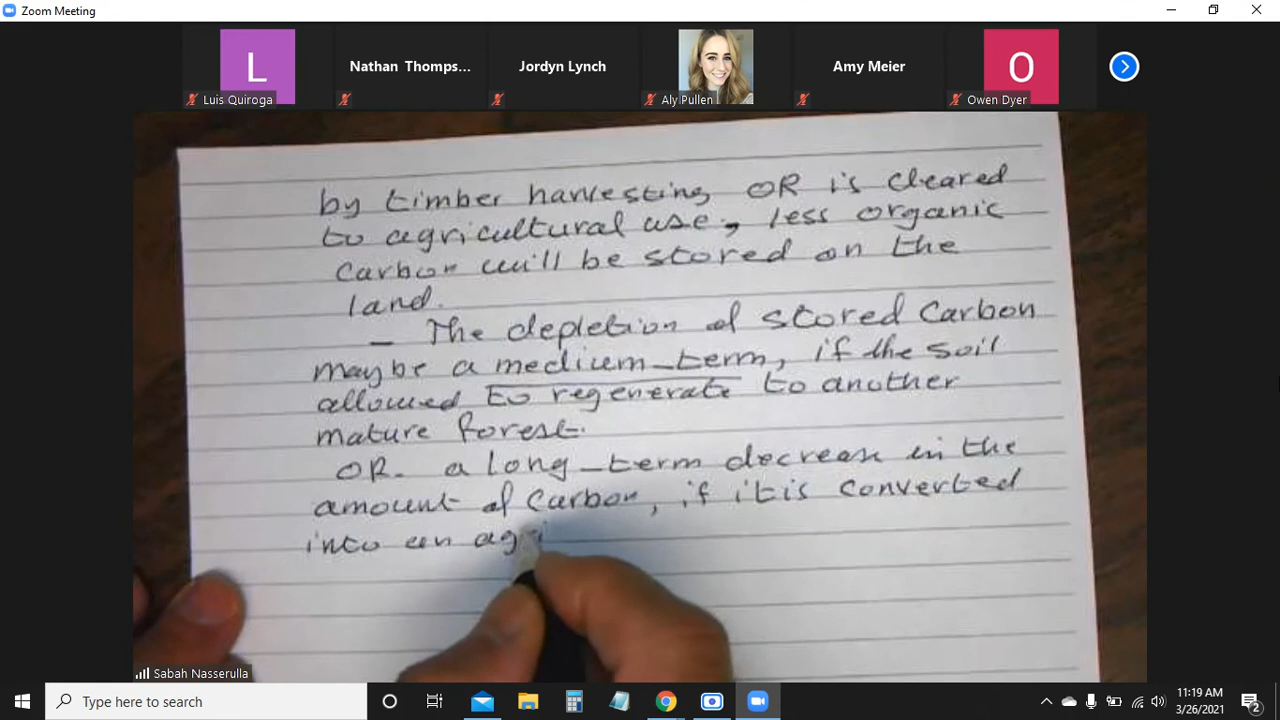 Zoom Meeting
L
Luis Quiroga
Nathan Thomps...
Jordyn Lynch
Aly Pullen
Amy Meier
O
Owen Dyer
by timber harvesting OR is cleared
to agricultural use, less organic
Carbon will be stored on the
land.
– The depletion of stored Carbon
maybe a medium-term, if the soil
allowed to regenerate to another
mature forest.
OR- a long-term decrease in the
amount of Carbon, if it is converted
into an agri
Sabah Nasserulla
Type here to search
11:19 AM
3/26/2021
2